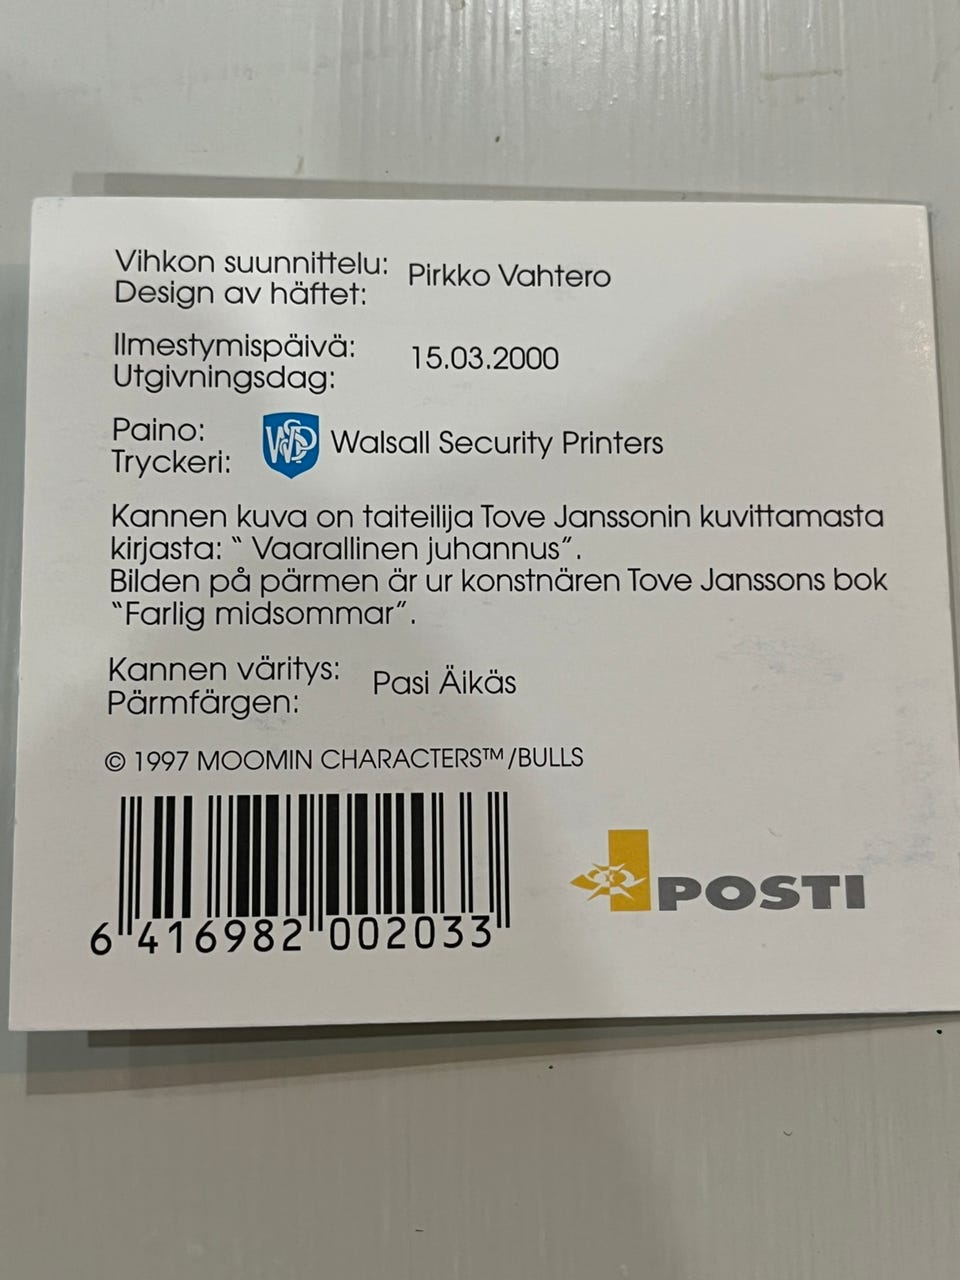 Vihkon suunnittelu: Pirkko Vahtero
Design av häftet:
Ilmestymispäivä: 15.03.2000
Utgivningsdag:
Paino: WSP Walsall Security Printers
Tryckeri:
Kannen kuva on taiteilija Tove Janssonin kuvittamasta
kirjasta: “ Vaarallinen juhannus”.
Bilden på pärmen är ur konstnären Tove Janssons bok
“Farlig midsommar”.
Kannen väritys: Pasi Äikäs
Pärmfärgen:
© 1997 MOOMIN CHARACTERS™/BULLS
6 416982 002033
POSTI